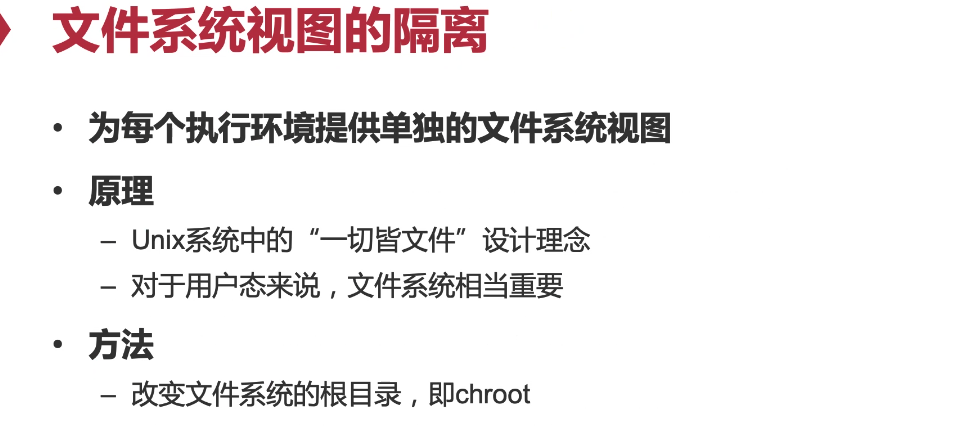 文件系统视图的隔离
• 为每个执行环境提供单独的文件系统视图
• 原理
– Unix系统中的“一切皆文件”设计理念
– 对于用户态来说，文件系统相当重要
• 方法
– 改变文件系统的根目录，即chroot